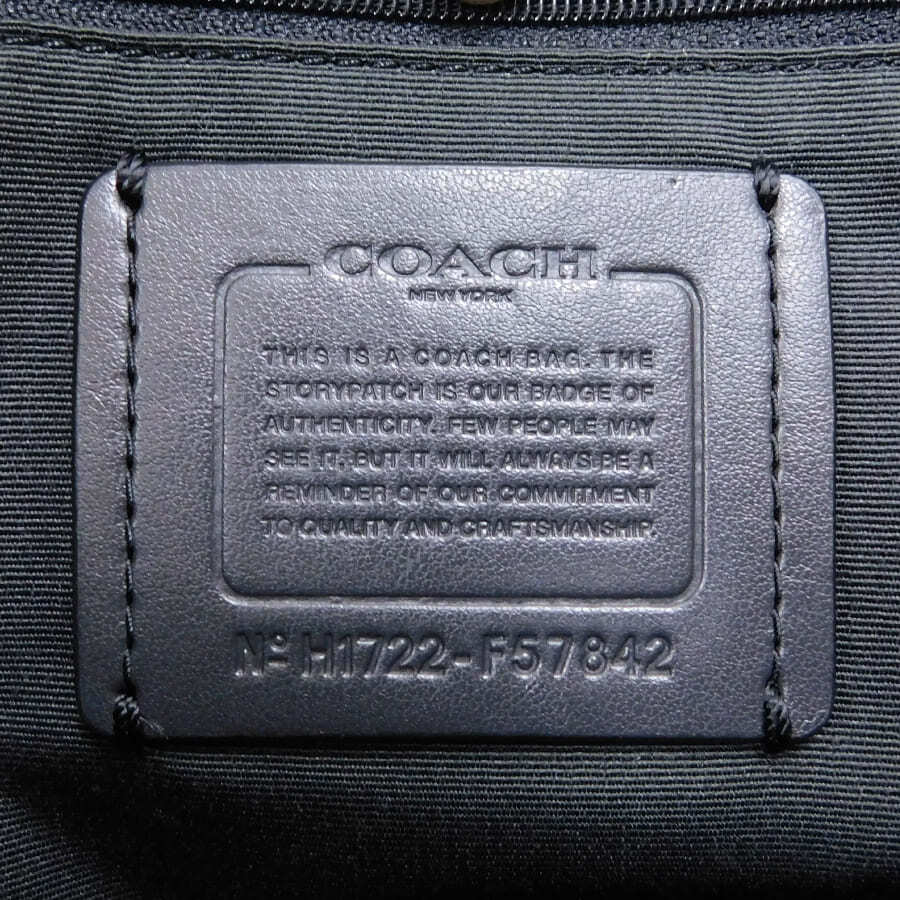 COACH
NEW YORK
THIS IS A COACH BAG. THE
STORYPATCH IS OUR BADGE OF
AUTHENTICITY. FEW PEOPLE MAY
SEE IT. BUT IT WILL ALWAYS BE A
REMINDER OF OUR COMMITMENT
TO QUALITY AND CRAFTSMANSHIP.
Nº H1722-F57842